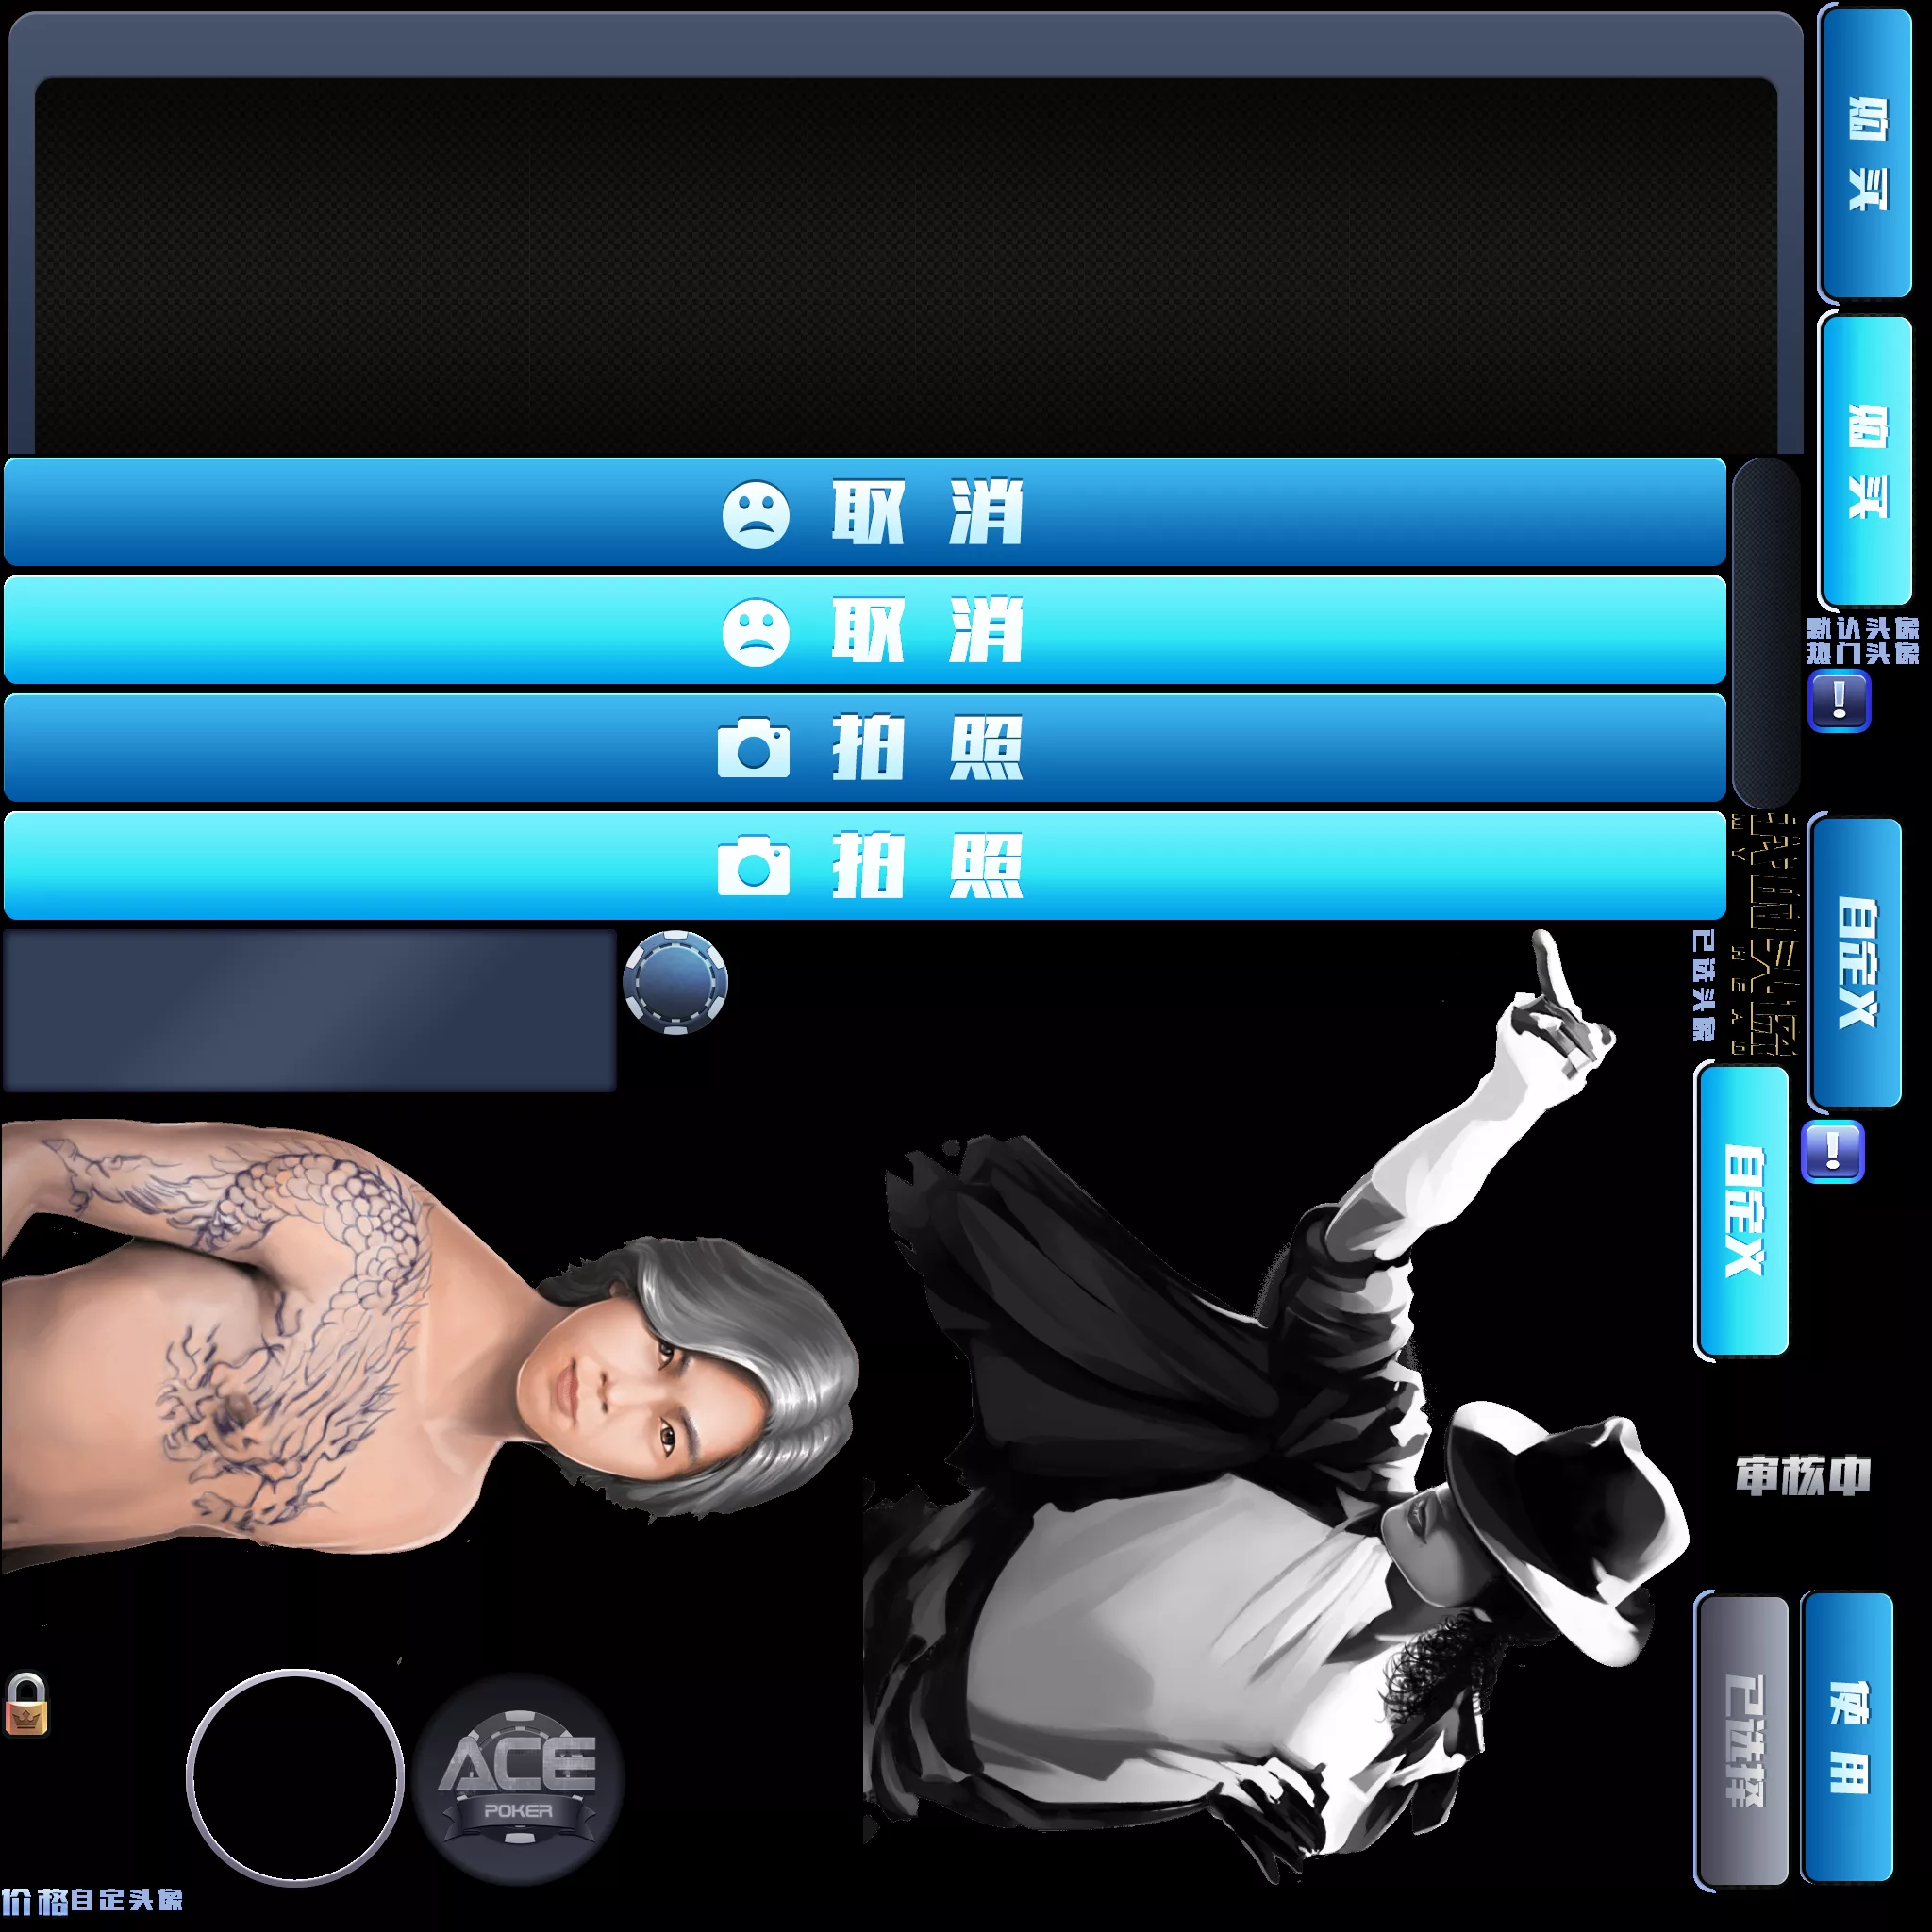 购 买
购 买
取 消
取 消
默认头像
热门头像
!
拍 照
拍 照
MY HEAD
自定义
已选头像
!
自定义
审核中
已选择
使 用
ACE
POKER
价格
自定头像